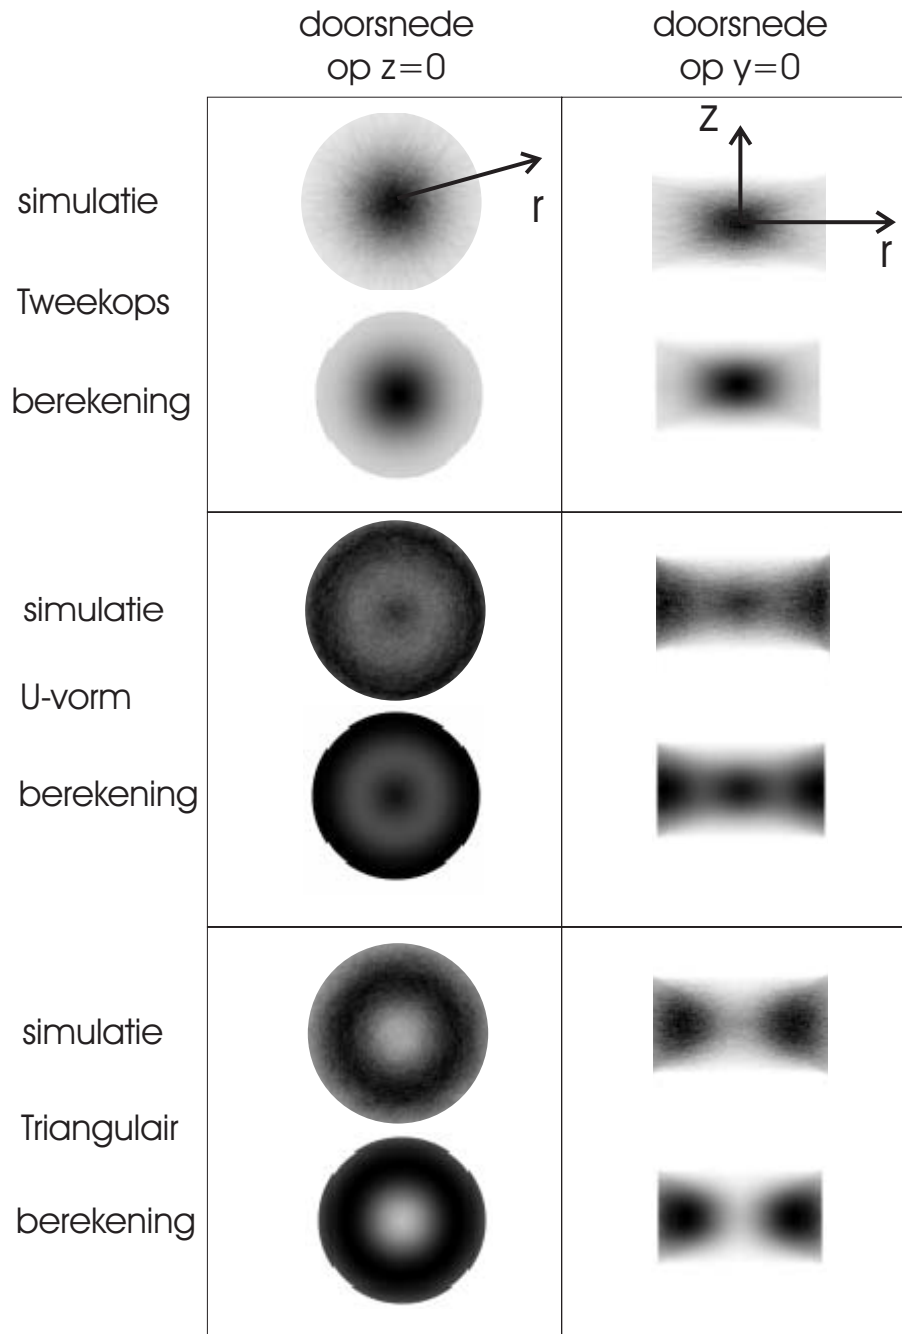 doorsnede
op z=0
doorsnede
op y=0
simulatie
r
z
r
Tweekops
berekening
simulatie
U-vorm
berekening
simulatie
Triangulair
berekening